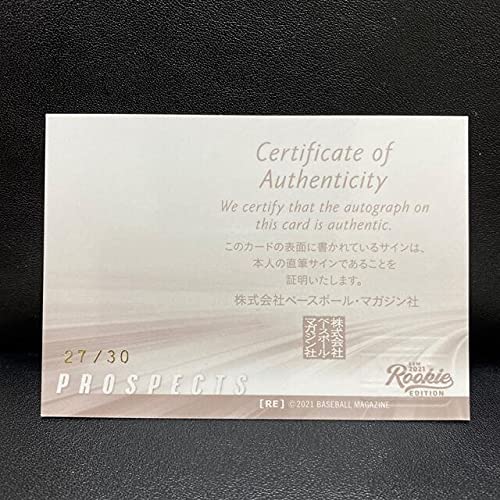 Certificate of
Authenticity
We certify that the autograph on
this card is authentic.
このカードの表面に書かれているサインは、
本人の直筆サインであることを
証明いたします。
株式会社ベースボール・マガジン社
株式会社
ベースボール
マガジン社
27/30
PROSPECTS
BBM
2021
Rookie
EDITION
[RE] © 2021 BASEBALL MAGAZINE